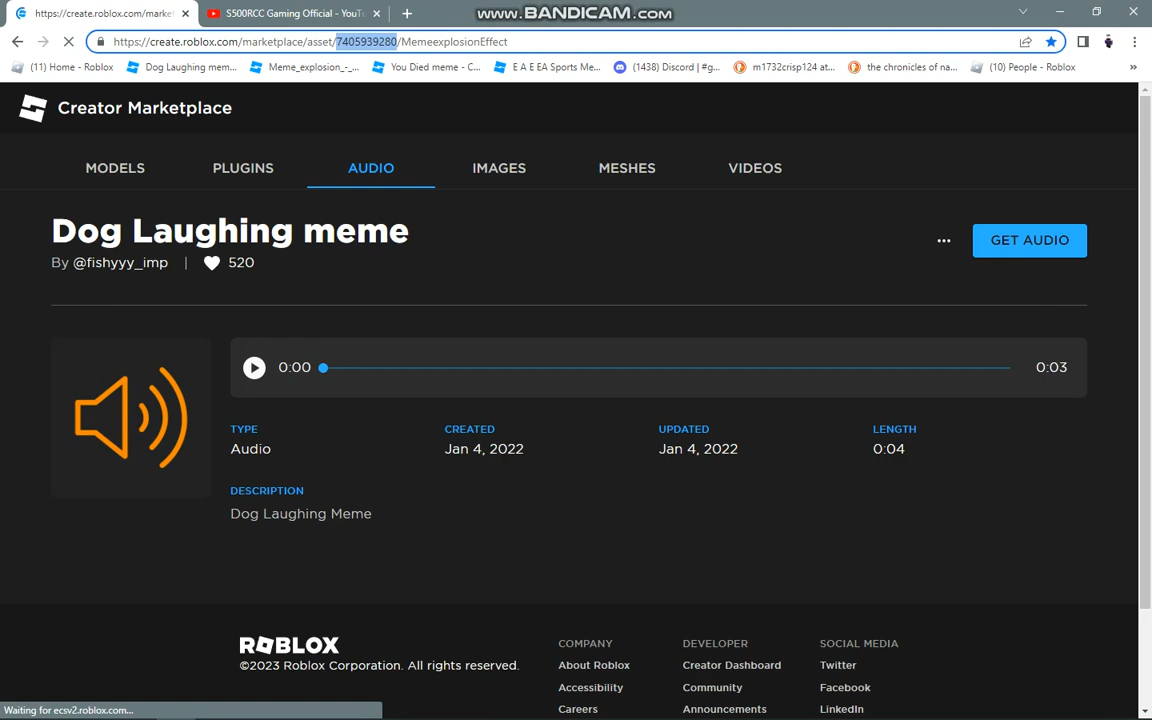 https://create.roblox.com/marke
S500RCC Gaming Official - YouTu
www.BANDICAM.com
https://create.roblox.com/marketplace/asset/7405939280/MemeexplosionEffect
(11) Home - Roblox
Dog Laughing mem...
Meme_explosion_-_...
You Died meme - C...
E A E EA Sports Me...
(1438) Discord | #g...
m1732crisp124 at...
the chronicles of na...
(10) People - Roblox
»
Creator Marketplace
MODELS
PLUGINS
AUDIO
IMAGES
MESHES
VIDEOS
Dog Laughing meme
GET AUDIO
By @fishyyy_imp | 520
0:00
0:03
TYPE
CREATED
UPDATED
LENGTH
Audio
Jan 4, 2022
Jan 4, 2022
0:04
DESCRIPTION
Dog Laughing Meme
ROBLOX
©2023 Roblox Corporation. All rights reserved.
COMPANY
DEVELOPER
SOCIAL MEDIA
About Roblox
Creator Dashboard
Twitter
Accessibility
Community
Facebook
Careers
Announcements
LinkedIn
Waiting for ecsv2.roblox.com...